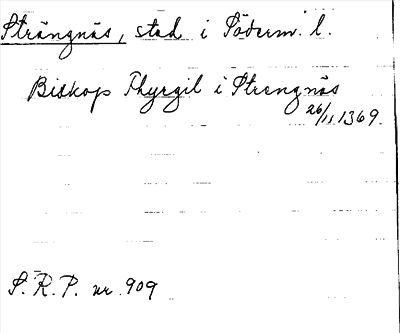 Strängnäs, stad i Söderm. l.
Biskop Thyrgil i Strengnäs
26/11 1369.
S.R.P. nr 909